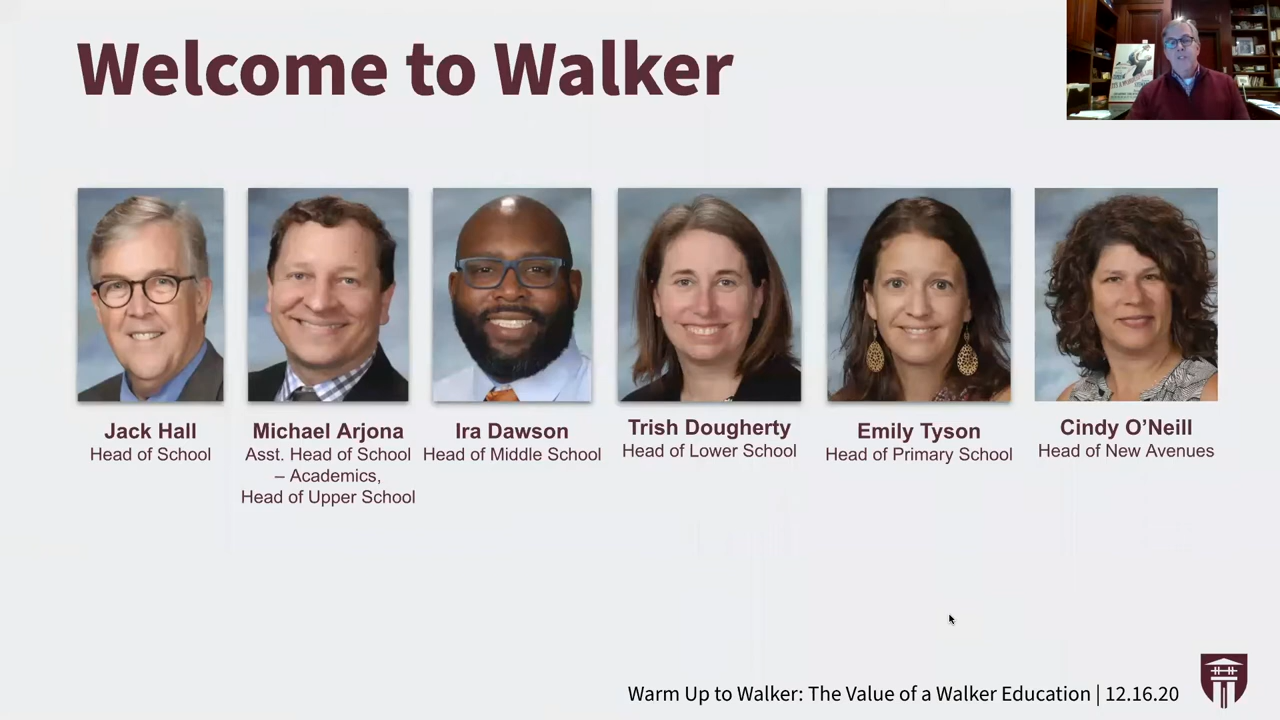 Welcome to Walker
Jack Hall
Head of School
Michael Arjona
Asst. Head of School
– Academics,
Head of Upper School
Ira Dawson
Head of Middle School
Trish Dougherty
Head of Lower School
Emily Tyson
Head of Primary School
Cindy O’Neill
Head of New Avenues
Warm Up to Walker: The Value of a Walker Education | 12.16.20